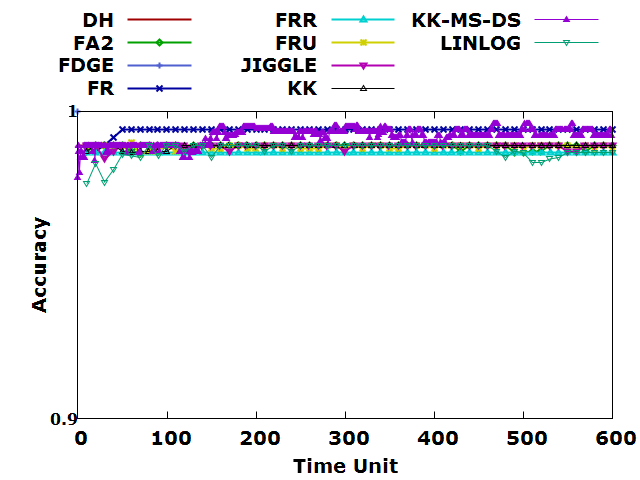 DH FRR KK-MS-DS
FA2 FRU LINLOG
FDGE JIGGLE
FR KK
1
Accuracy
0.9
0 100 200 300 400 500 600
Time Unit